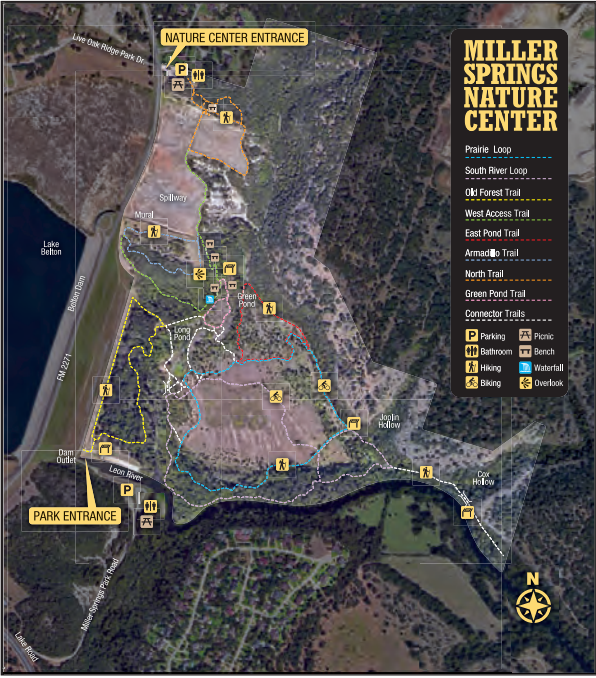 NATURE CENTER ENTRANCE
Live Oak Ridge Park Dr
P
MILLER
SPRINGS
NATURE
CENTER
Prairie Loop
South River Loop
Old Forest Trail
West Access Trail
East Pond Trail
Armadillo Trail
North Trail
Green Pond Trail
Connector Trails
P Parking
Picnic
Bathroom
Bench
Hiking
Waterfall
Biking
Overlook
Spillway
Mural
Lake
Belton
Belton Dam
FM 2271
Green
Pond
Long
Pond
Joplin
Hollow
Cox
Hollow
Dam
Outlet
Leon River
P
PARK ENTRANCE
Miller Springs Park Road
Lake Road
N